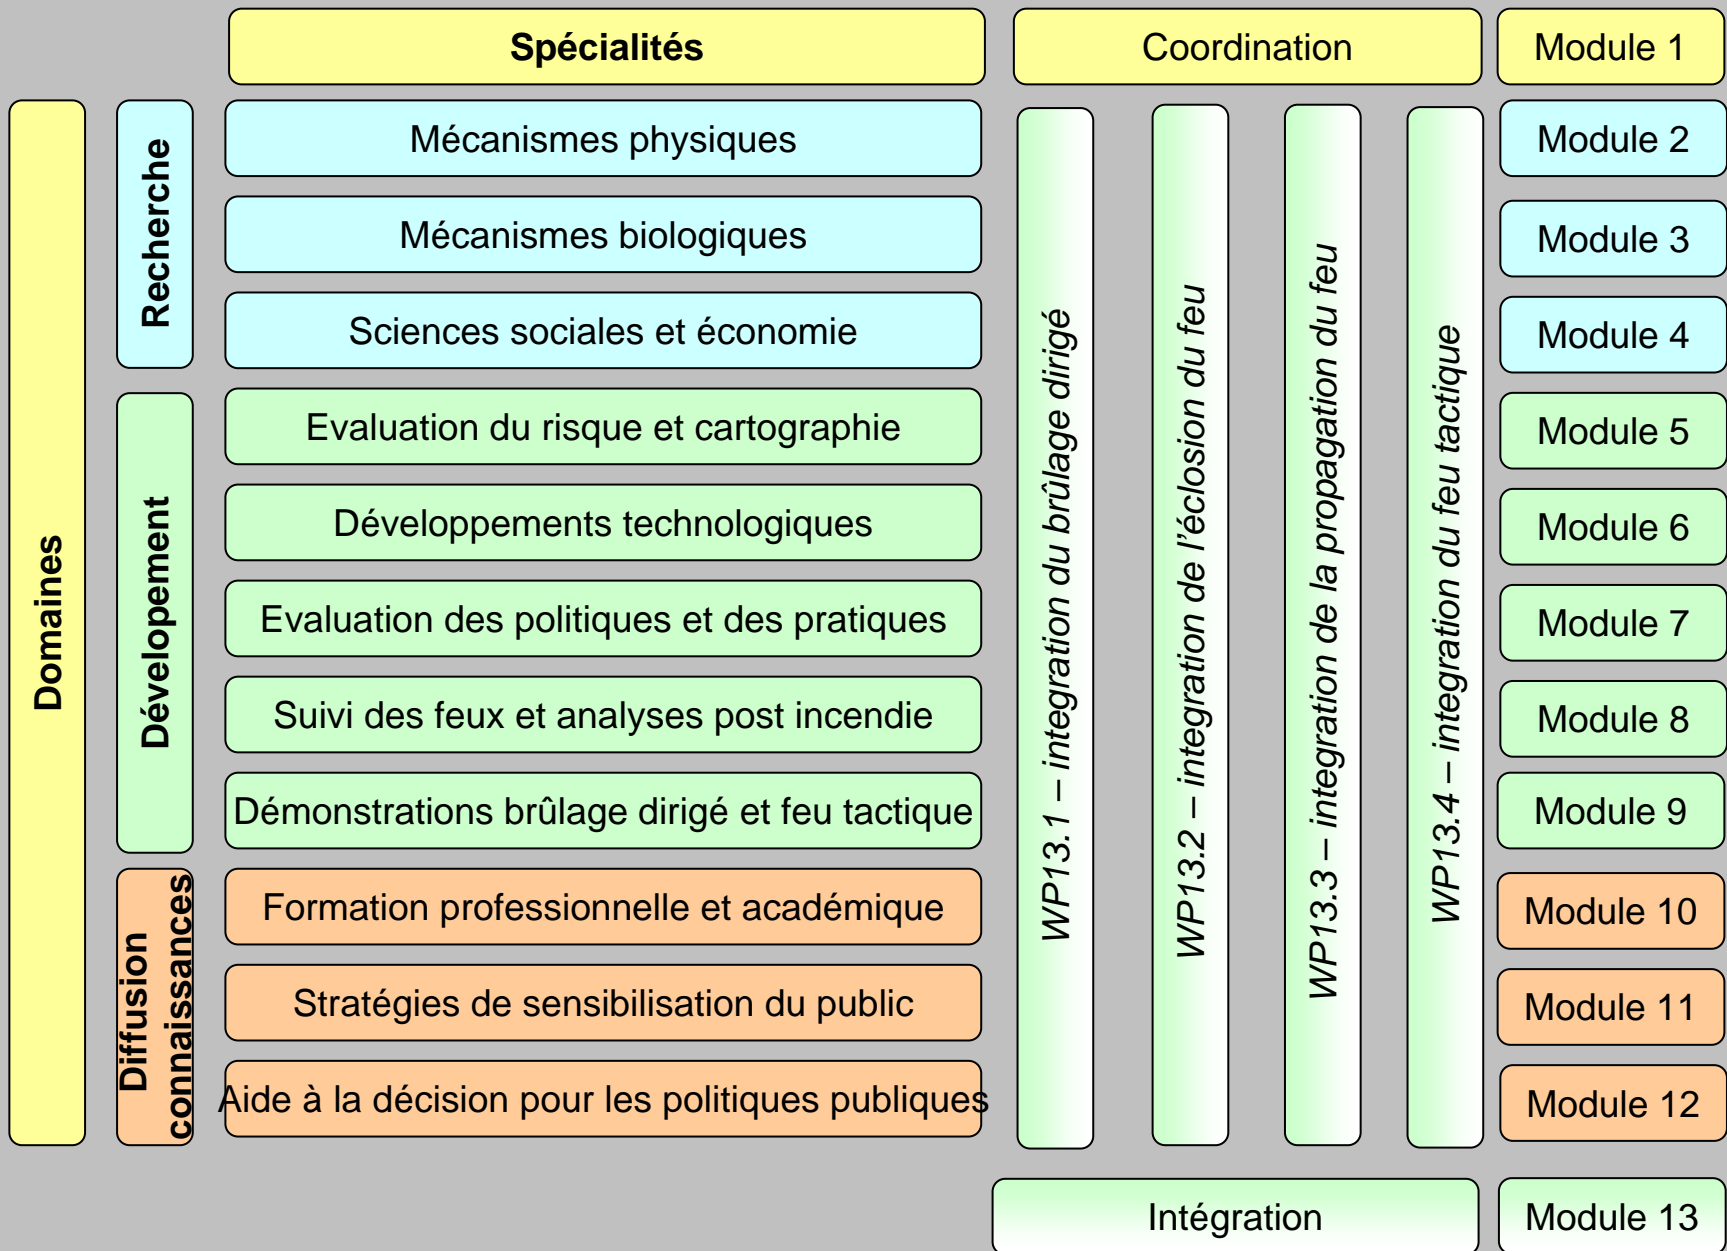 Spécialités
Coordination
Module 1
Domaines
Recherche
Mécanismes physiques
Module 2
Mécanismes biologiques
Module 3
Sciences sociales et économie
Module 4
Dévelopement
Evaluation du risque et cartographie
Module 5
Développements technologiques
Module 6
Evaluation des politiques et des pratiques
Module 7
Suivi des feux et analyses post incendie
Module 8
Démonstrations brûlage dirigé et feu tactique
Module 9
Diffusion
connaissances
Formation professionnelle et académique
Module 10
Stratégies de sensibilisation du public
Module 11
Aide à la décision pour les politiques publiques
Module 12
WP13.1 – integration du brûlage dirigé
WP13.2 – integration de l'éclosion du feu
WP13.3 – integration de la propagation du feu
WP13.4 – integration du feu tactique
Intégration
Module 13